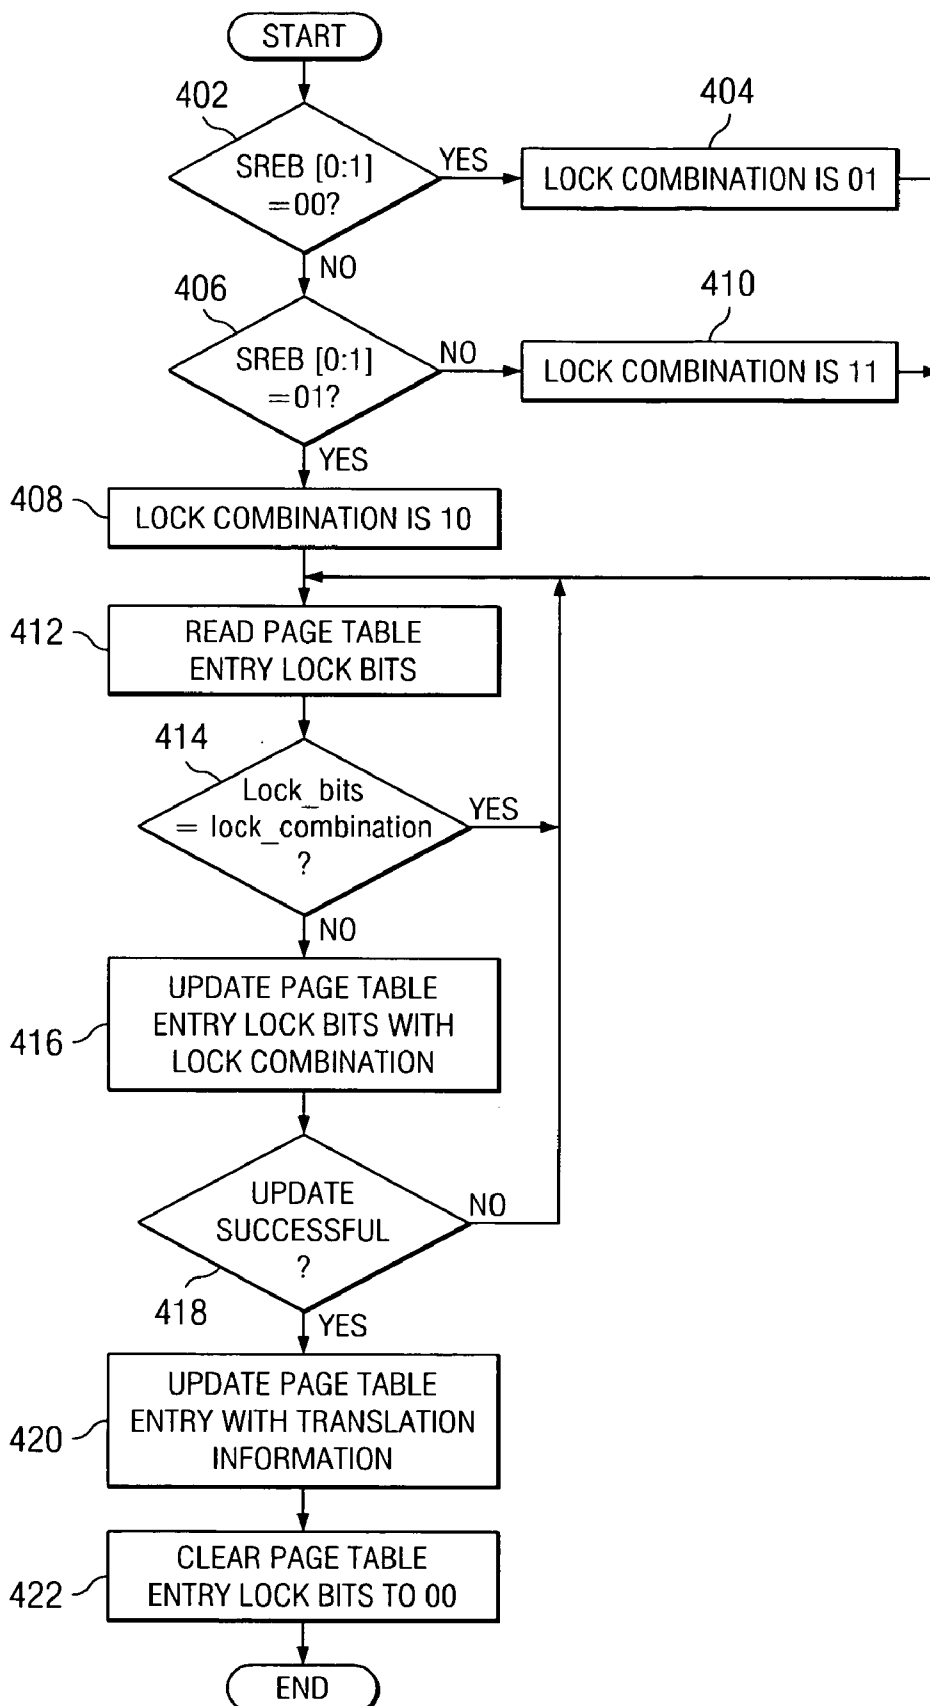 START
402
SREB [0:1]
=00?
YES
404
LOCK COMBINATION IS 01
NO
406
SREB [0:1]
=01?
NO
410
LOCK COMBINATION IS 11
YES
408
LOCK COMBINATION IS 10
412
READ PAGE TABLE
ENTRY LOCK BITS
414
Lock_bits
= lock_combination
?
YES
NO
416
UPDATE PAGE TABLE
ENTRY LOCK BITS WITH
LOCK COMBINATION
UPDATE
SUCCESSFUL
?
NO
418
YES
420
UPDATE PAGE TABLE
ENTRY WITH TRANSLATION
INFORMATION
422
CLEAR PAGE TABLE
ENTRY LOCK BITS TO 00
END